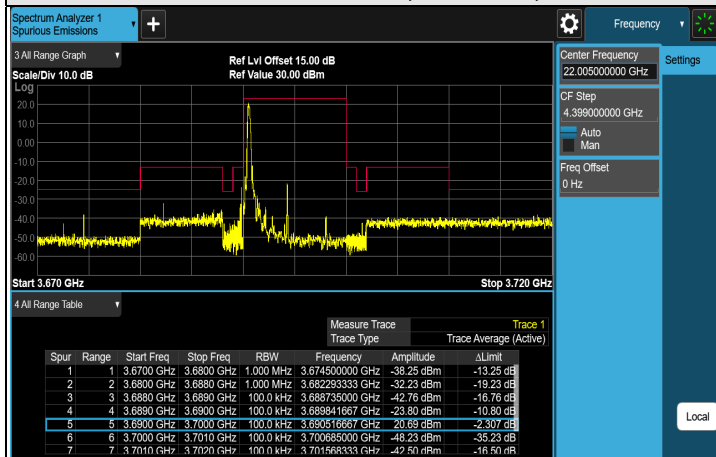 Spectrum Analyzer 1
Spurious Emissions
Frequency
3 All Range Graph
Ref Lvl Offset 15.00 dB
Scale/Div 10.0 dB
Ref Value 30.00 dBm
Log
20.0
10.0
0.00
-10.0
-20.0
-30.0
-40.0
-50.0
-60.0
Start 3.670 GHz
Stop 3.720 GHz
Center Frequency
22.005000000 GHz
Settings
CF Step
4.399000000 GHz
Auto
Man
Freq Offset
0 Hz
Local
4 All Range Table
Measure Trace Trace 1
Trace Type Trace Average (Active)
Spur Range Start Freq Stop Freq RBW Frequency Amplitude ΔLimit
1 1 3.6700 GHz 3.6800 GHz 1.000 MHz 3.674500000 GHz -38.25 dBm -13.25 dB
2 2 3.6800 GHz 3.6880 GHz 1.000 MHz 3.682293333 GHz -32.23 dBm -19.23 dB
3 3 3.6880 GHz 3.6890 GHz 100.0 kHz 3.688735000 GHz -42.76 dBm -16.76 dB
4 4 3.6890 GHz 3.6900 GHz 100.0 kHz 3.689841667 GHz -23.80 dBm -10.80 dB
5 5 3.6900 GHz 3.7000 GHz 100.0 kHz 3.690516667 GHz 20.69 dBm -2.307 dB
6 6 3.7000 GHz 3.7010 GHz 100.0 kHz 3.700685000 GHz -48.23 dBm -35.23 dB
7 7 3.7010 GHz 3.7020 GHz 100.0 kHz 3.701568333 GHz -42.50 dBm -16.50 dB